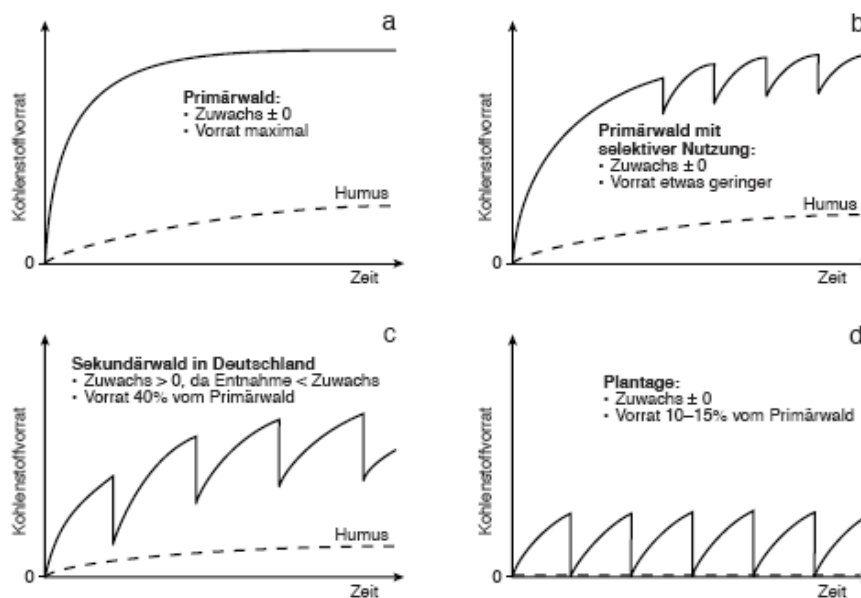 a
Kohlenstoffvorrat
Primärwald:
• Zuwachs ± 0
• Vorrat maximal
Humus
0
Zeit
b
Kohlenstoffvorrat
Primärwald mit
selektiver Nutzung:
• Zuwachs ± 0
• Vorrat etwas geringer
Humus
0
Zeit
c
Kohlenstoffvorrat
Sekundärwald in Deutschland
• Zuwachs > 0, da Entnahme < Zuwachs
• Vorrat 40% vom Primärwald
Humus
0
Zeit
d
Kohlenstoffvorrat
Plantage:
• Zuwachs ± 0
• Vorrat 10–15% vom Primärwald
0
Zeit